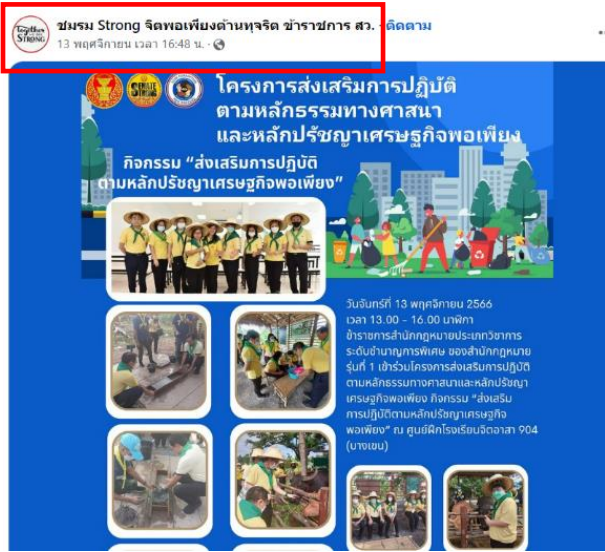 Together
STRONG
ชมรม Strong จิตพอเพียงต้านทุจริต ข้าราชการ สว. · ติดตาม
13 พฤศจิกายน เวลา 16:48 น. ·
SENATE
โครงการส่งเสริมการปฏิบัติ
ตามหลักธรรมทางศาสนา
และหลักปรัชญาเศรษฐกิจพอเพียง
กิจกรรม “ส่งเสริมการปฏิบัติ
ตามหลักปรัชญาเศรษฐกิจพอเพียง”
วันจันทร์ที่ 13 พฤศจิกายน 2566
เวลา 13.00 - 16.00 นาฬิกา
ข้าราชการสำนักกฎหมายประเภทวิชาการ
ระดับชำนาญการพิเศษ ของสำนักกฎหมาย
รุ่นที่ 1 เข้าร่วมโครงการส่งเสริมการปฏิบัติ
ตามหลักธรรมทางศาสนาและหลักปรัชญา
เศรษฐกิจพอเพียง กิจกรรม “ส่งเสริม
การปฏิบัติตามหลักปรัชญาเศรษฐกิจ
พอเพียง” ณ ศูนย์ฝึกโรงเรียนจิตอาสา 904
(บางเขน)